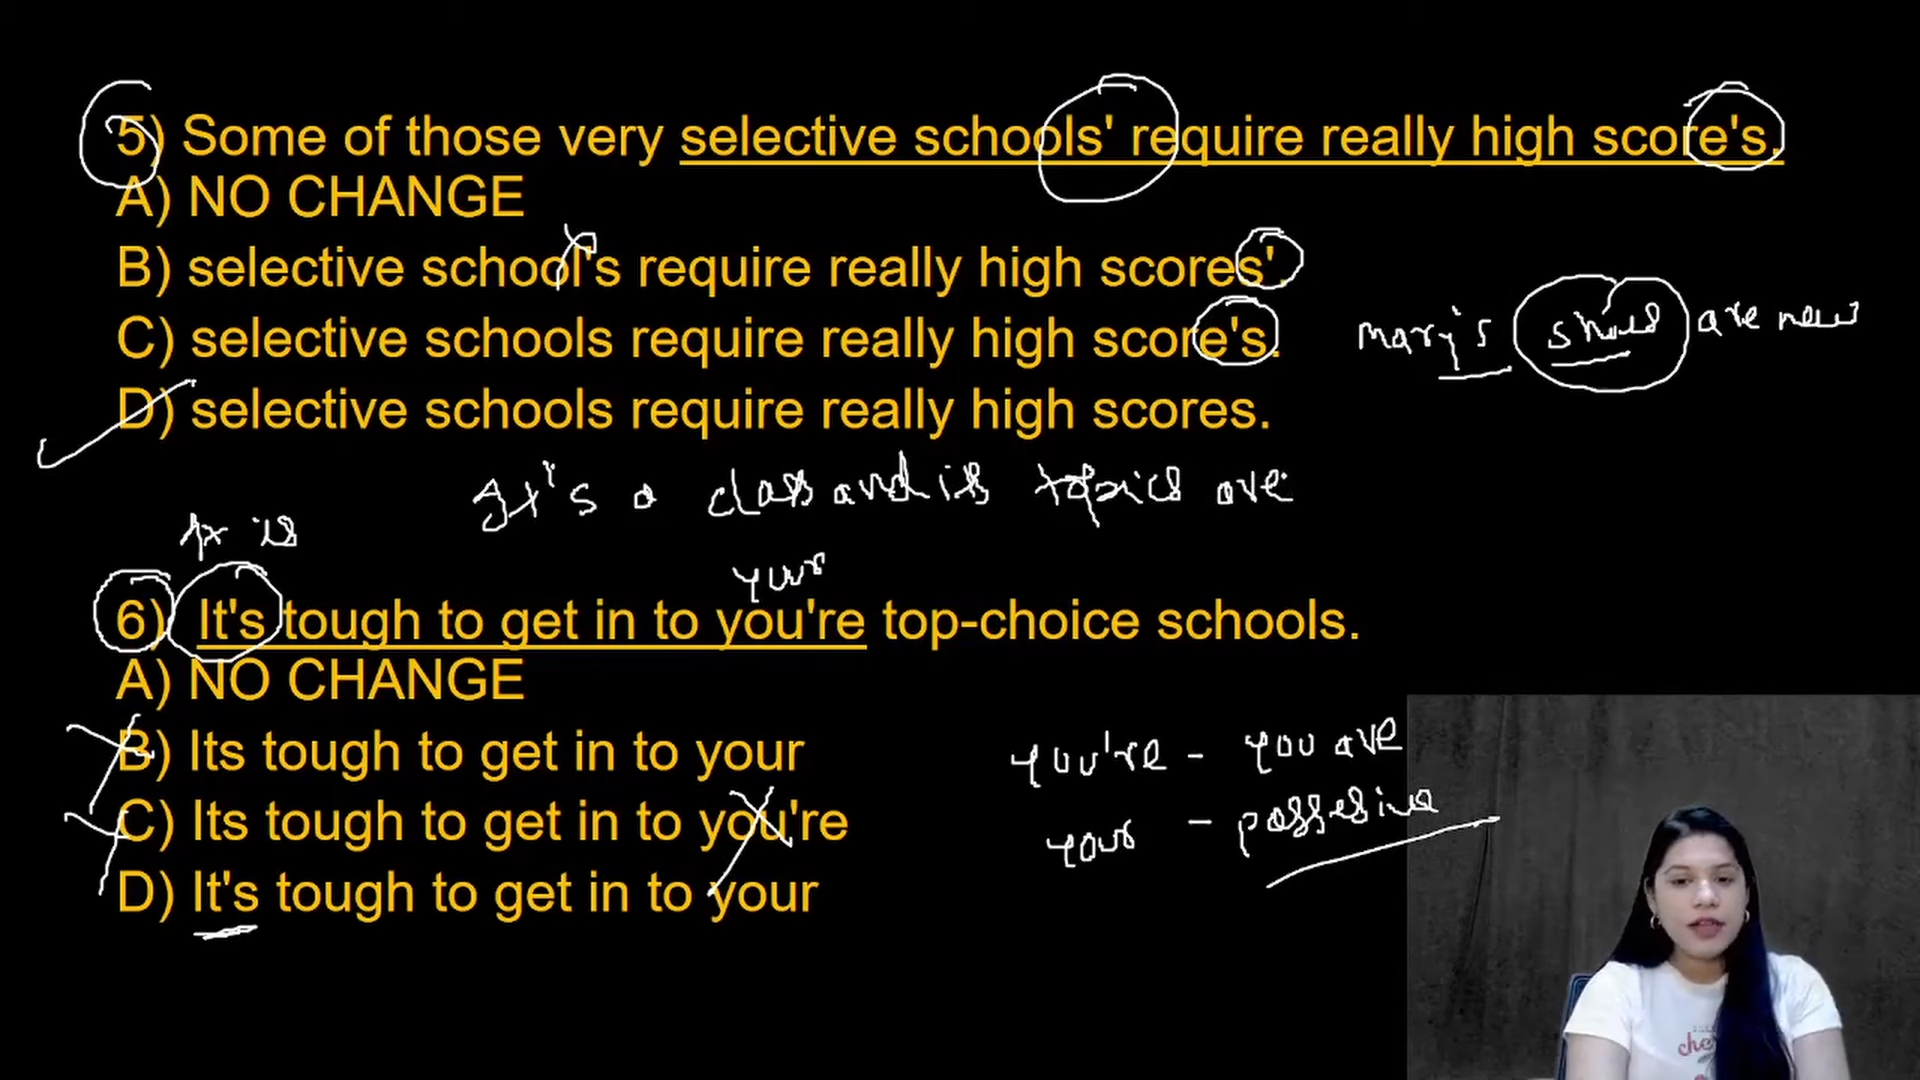 5) Some of those very selective schools' require really high score's.
A) NO CHANGE
B) selective school's require really high scores'.
C) selective schools require really high score's.
Mary's shoes are new
D) selective schools require really high scores.
It's a class and its topics are
It is
your
6) It's tough to get in to you're top-choice schools.
A) NO CHANGE
B) Its tough to get in to your
you're - you are
C) Its tough to get in to you're
your - possesive
D) It's tough to get in to your